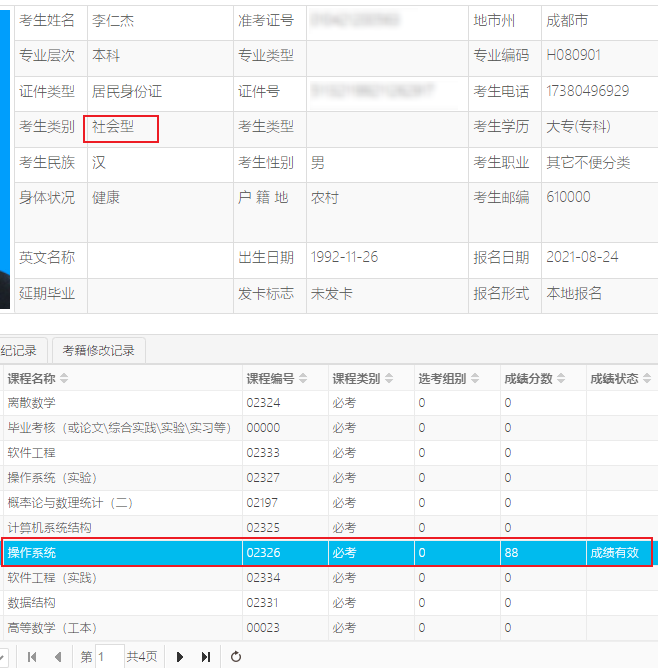 考生姓名 李仁杰 准考证号 地市州 成都市
专业层次 本科 专业类型 专业编码 H080901
证件类型 居民身份证 证件号 考生电话 17380496929
考生类别 社会型 考生类型 考生学历 大专(专科)
考生民族 汉 考生性别 男 考生职业 其它不便分类
身体状况 健康 户 籍 地 农村 考生邮编 610000
英文名称 出生日期 1992-11-26 报名日期 2021-08-24
延期毕业 发卡标志 未发卡 报名形式 本地报名
纪记录 考籍修改记录
课程名称 课程编号 课程类别 选考组别 成绩分数 成绩状态
离散数学 02324 必考 0 0
毕业考核（或论文\综合实践\实验\实习等） 00000 必考 0 0
软件工程 02333 必考 0 0
操作系统（实验） 02327 必考 0 0
概率论与数理统计（二） 02197 必考 0 0
计算机系统结构 02325 必考 0 0
操作系统 02326 必考 0 88 成绩有效
软件工程（实践） 02334 必考 0 0
数据结构 02331 必考 0 0
高等数学（工本） 00023 必考 0 0
第 1 共4页